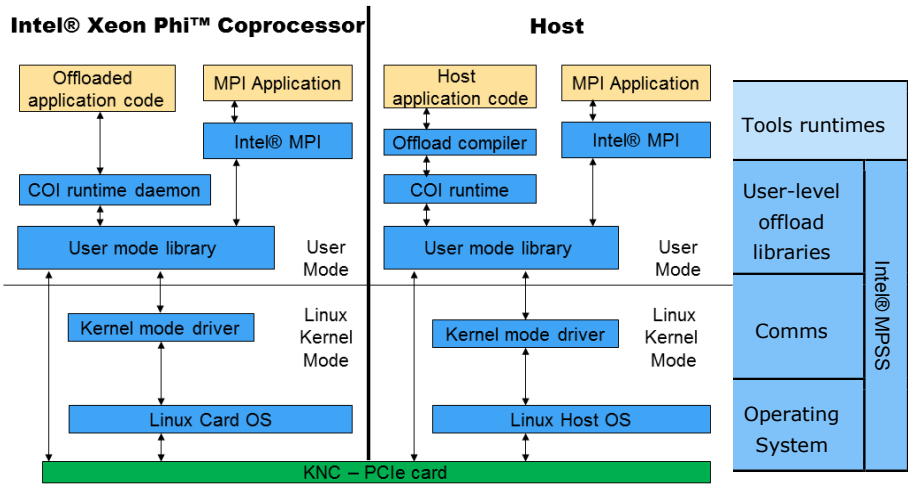 Intel® Xeon Phi™ Coprocessor
Host
Offloaded
application code
MPI Application
Intel® MPI
COI runtime daemon
User mode library
User
Mode
Kernel mode driver
Linux
Kernel
Mode
Linux Card OS
Host
application code
MPI Application
Offload compiler
Intel® MPI
COI runtime
User mode library
User
Mode
Kernel mode driver
Linux
Kernel
Mode
Linux Host OS
KNC – PCIe card
Tools runtimes
User-level
offload
libraries
Comms
Operating
System
Intel® MPSS